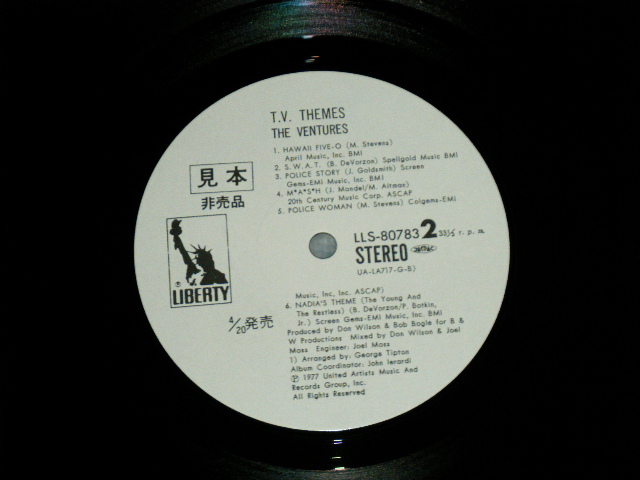 T.V. THEMES
THE VENTURES
1. HAWAII FIVE-O (M. Stevens)
April Music, Inc. BMI
2. S.W.A.T. (B. DeVorzon) Spellgold Music BMI
3. POLICE STORY (J. Goldsmith) Screen
Gems-EMI Music, Inc. BMI
4. M*A*S*H (J. Mandel/M. Altman)
20th Century Music Corp. ASCAP
5. POLICE WOMAN (M. Stevens) Colgems-EMI
見本
非売品
LIBERTY
4/20発売
LLS-80783 2 33⅓ r. p. m.
STEREO
UA-LA717-G-B)
Music, Inc, Inc. ASCAP)
6. NADIA'S THEME (The Young And
The Restless) (B. DeVorzon/P. Botkin,
Jr.) Screen Gems-EMI Music, Inc. BMI
Produced by Don Wilson & Bob Bogle for B &
W Productions Mixed by Don Wilson & Joel
Moss Engineer: Joel Moss
1) Arranged by: George Tipton
Album Coordinator: John Ierardi
Ⓟ 1977 United Artists Music And
Records Group, Inc.
All Rights Reserved